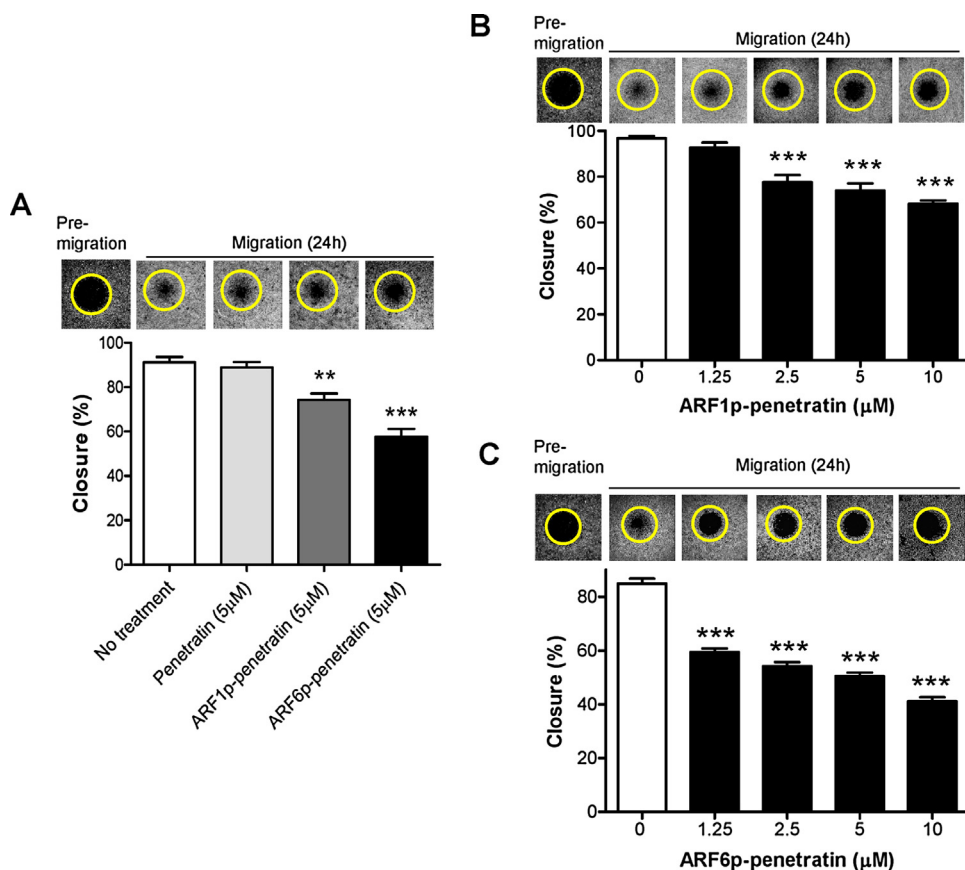 A
Pre-
migration
Migration (24h)
Closure (%)
100
80
60
40
20
0
**
***
No treatment
Penetratin (5µM)
ARF1p-penetratin (5µM)
ARF6p-penetratin (5µM)
B
Pre-
migration
Migration (24h)
Closure (%)
100
80
60
40
20
0
***
***
***
0 1.25 2.5 5 10
ARF1p-penetratin (µM)
C
Pre-
migration
Migration (24h)
Closure (%)
80
60
40
20
0
***
***
***
***
0 1.25 2.5 5 10
ARF6p-penetratin (µM)